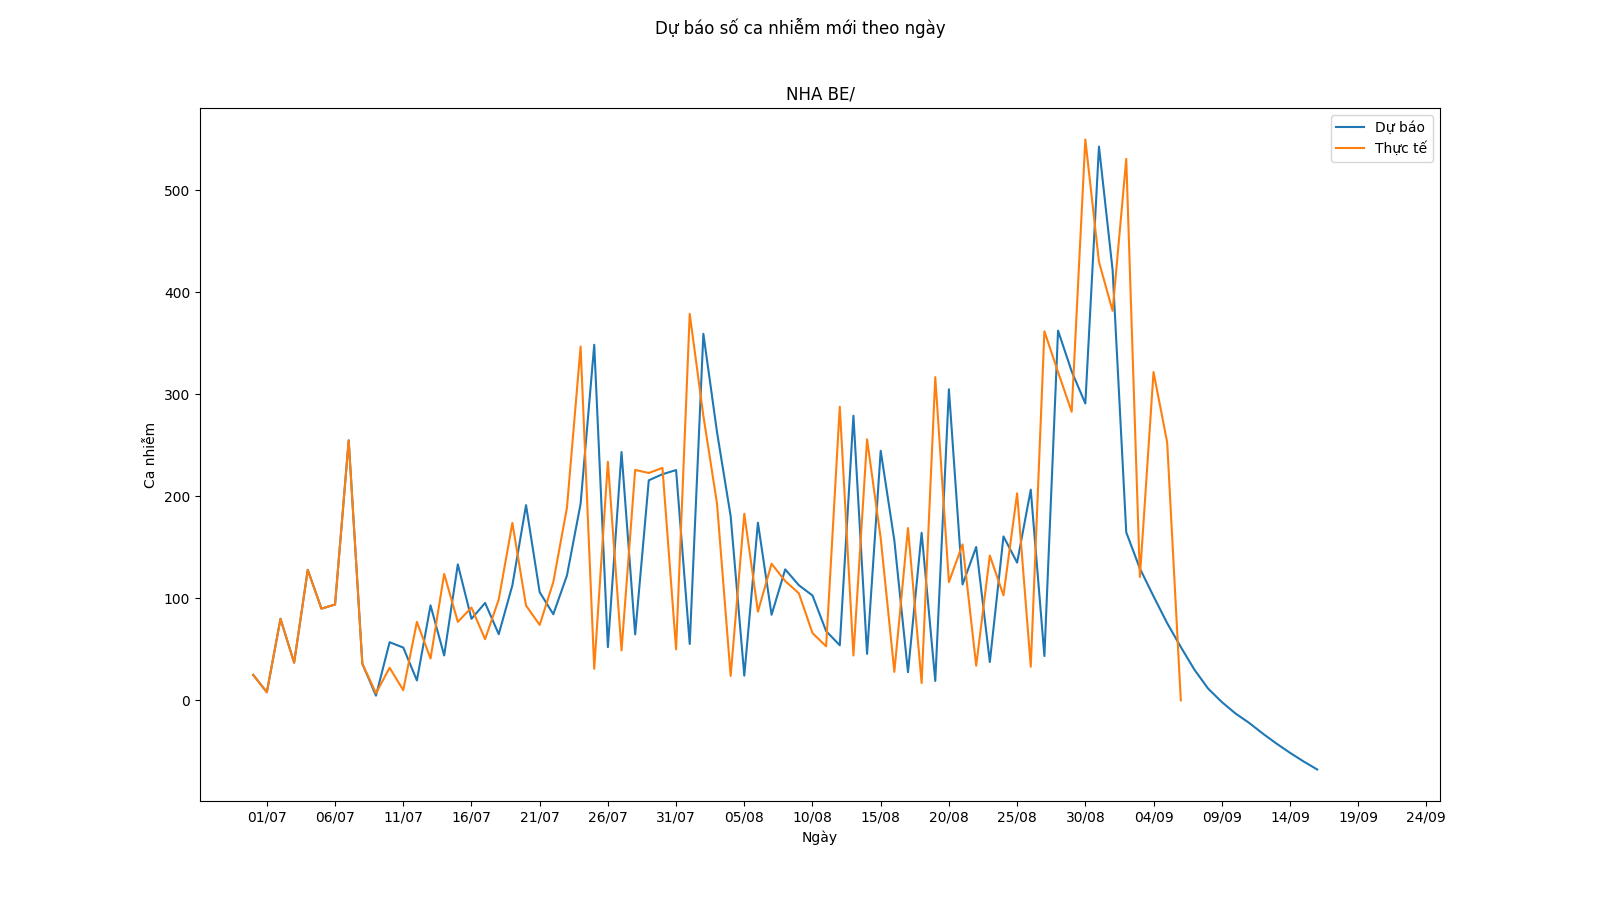 Dự báo số ca nhiễm mới theo ngày
NHA BE/
Dự báo
Thực tế
500
400
300
200
100
0
Ca nhiễm
01/07 06/07 11/07 16/07 21/07 26/07 31/07 05/08 10/08 15/08 20/08 25/08 30/08 04/09 09/09 14/09 19/09 24/09
Ngày